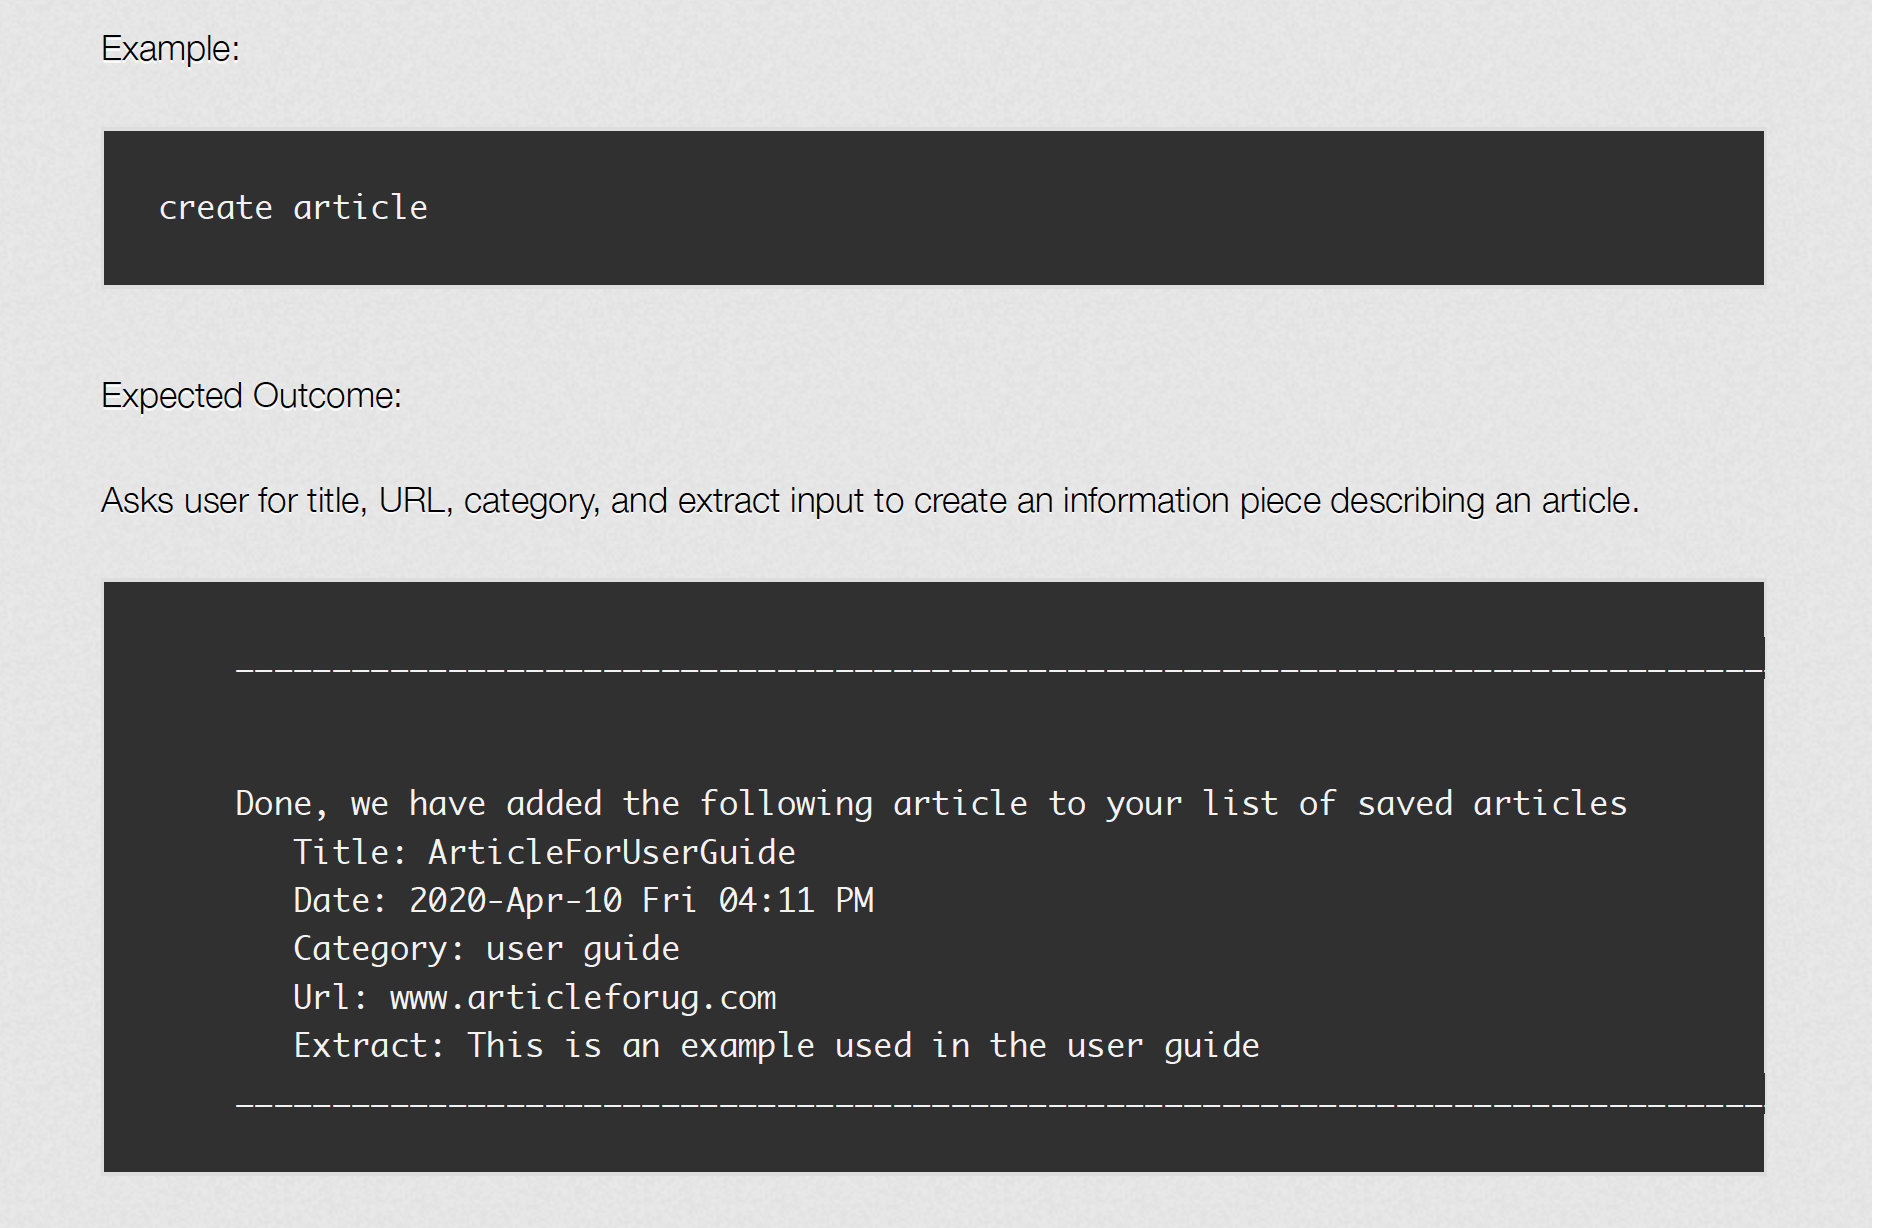 Example:
create article
Expected Outcome:
Asks user for title, URL, category, and extract input to create an information piece describing an article.
________________________________________________________________________________
Done, we have added the following article to your list of saved articles
Title: ArticleForUserGuide
Date: 2020-Apr-10 Fri 04:11 PM
Category: user guide
Url: www.articleforug.com
Extract: This is an example used in the user guide
________________________________________________________________________________